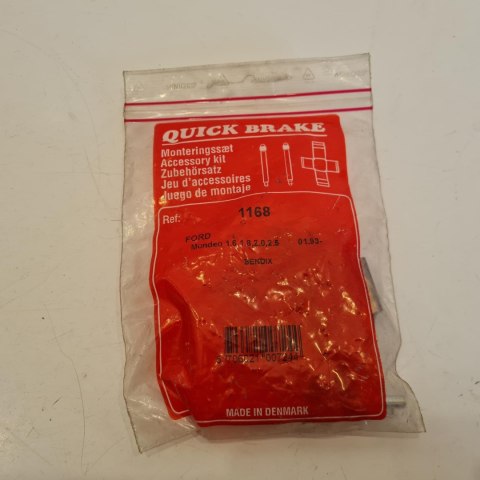 QUICK BRAKE
Monteringssæt
Accessory kit
Zubehörsatz
Jeu d'accessoires
Juego de montaje
Ref: 1168
FORD
Mondeo 1.6,1.8,2.0,2.5 01.93-
BENDIX
MADE IN DENMARK